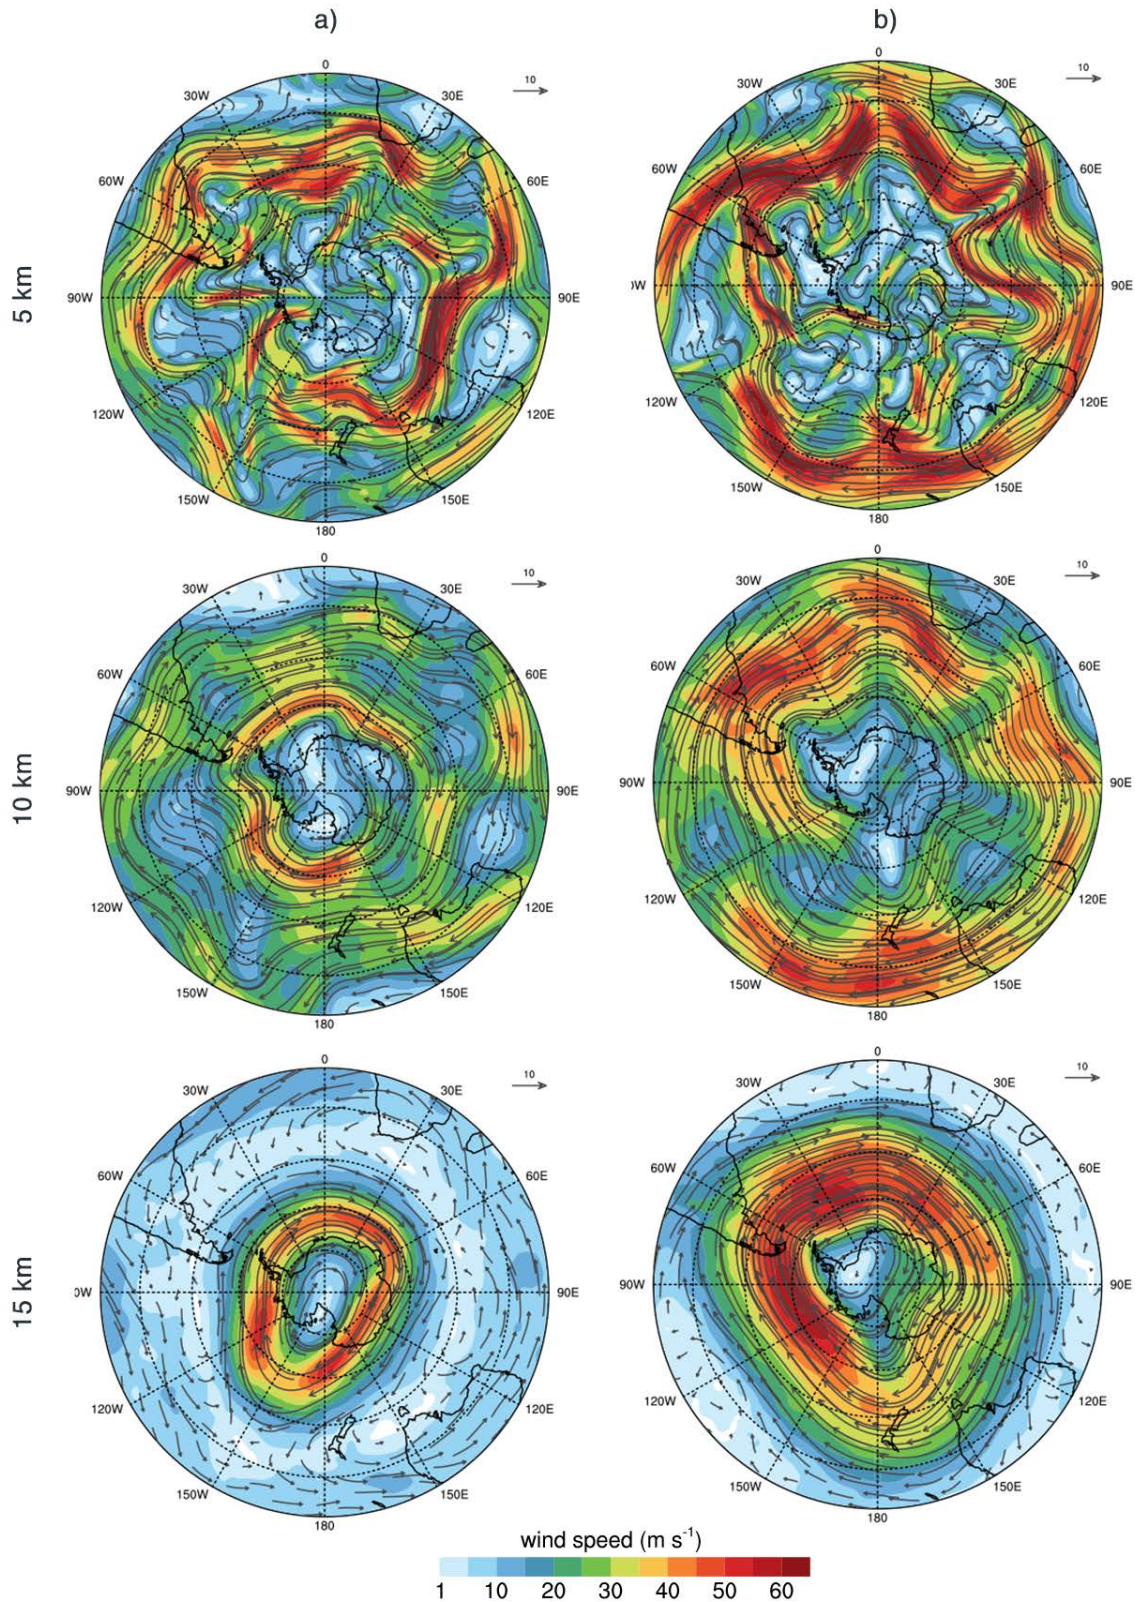 a) b)
5 km
0 0
30W 10 30E 30W 10 30E
60W 60E 60W 60E
90W 90E W 90E
120W 120E 120W 120E
150W 150E 150W 150E
180 180
10 km
0 0
30W 10 30E 30W 10 30E
60W 60E 60W 60E
90W 90E 90W 90E
120W 120E 120W 120E
150W 150E 150W 150E
180 180
15 km
0 0
30W 10 30E 30W 10 30E
60W 60E 60W 60E
0W 90E 90W 90E
120W 120E 120W 120E
150W 150E 150W 150E
180 180
wind speed (m s⁻¹)
1 10 20 30 40 50 60